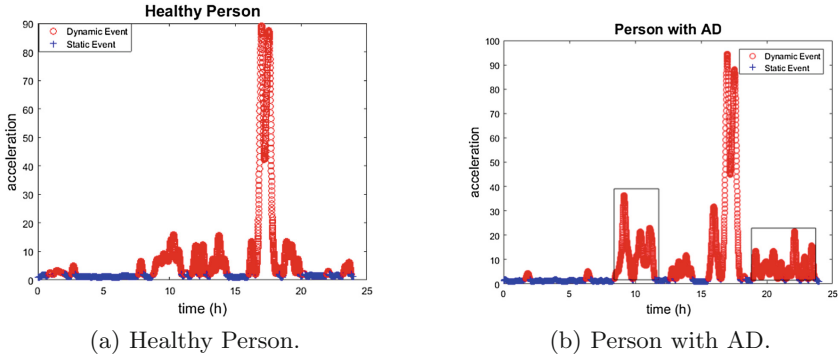 Healthy Person
90
80
70
60
50
40
30
20
10
0
acceleration
Dynamic Event
Static Event
0 5 10 15 20 25
time (h)
(a) Healthy Person.
Person with AD
100
90
80
70
60
50
40
30
20
10
0
acceleration
Dynamic Event
Static Event
0 5 10 15 20 25
time (h)
(b) Person with AD.